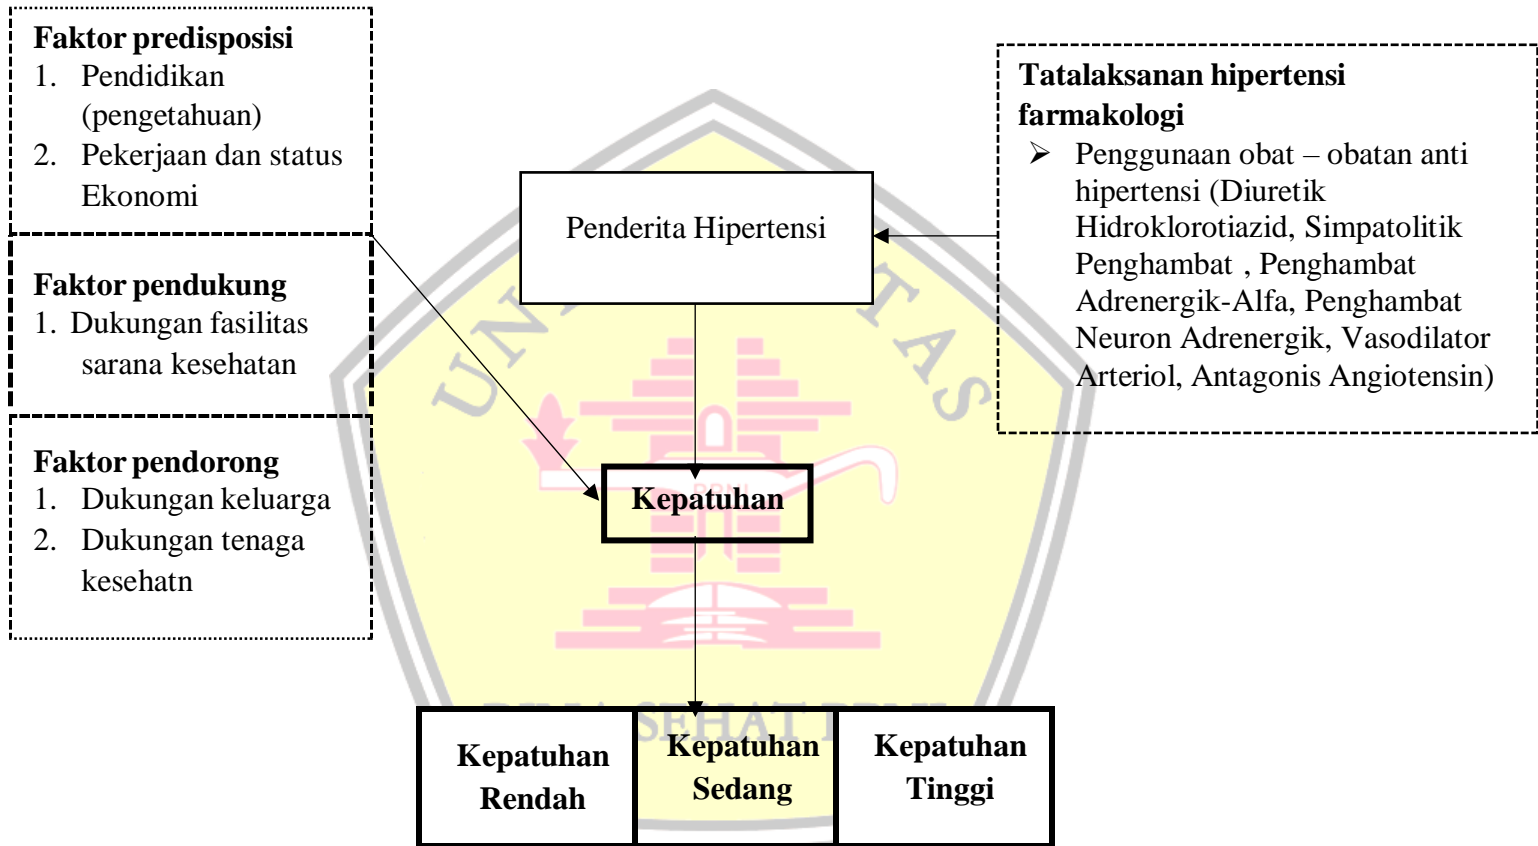 Faktor predisposisi
1. Pendidikan
(pengetahuan)
2. Pekerjaan dan status
Ekonomi
Faktor pendukung
1. Dukungan fasilitas
sarana kesehatan
Faktor pendorong
1. Dukungan keluarga
2. Dukungan tenaga
kesehatn
Penderita Hipertensi
Tatalaksanan hipertensi
farmakologi
➢ Penggunaan obat – obatan anti
hipertensi (Diuretik
Hidroklorotiazid, Simpatolitik
Penghambat , Penghambat
Adrenergik-Alfa, Penghambat
Neuron Adrenergik, Vasodilator
Arteriol, Antagonis Angiotensin)
Kepatuhan
SEHAT
Kepatuhan
Rendah
Kepatuhan
Sedang
Kepatuhan
Tinggi